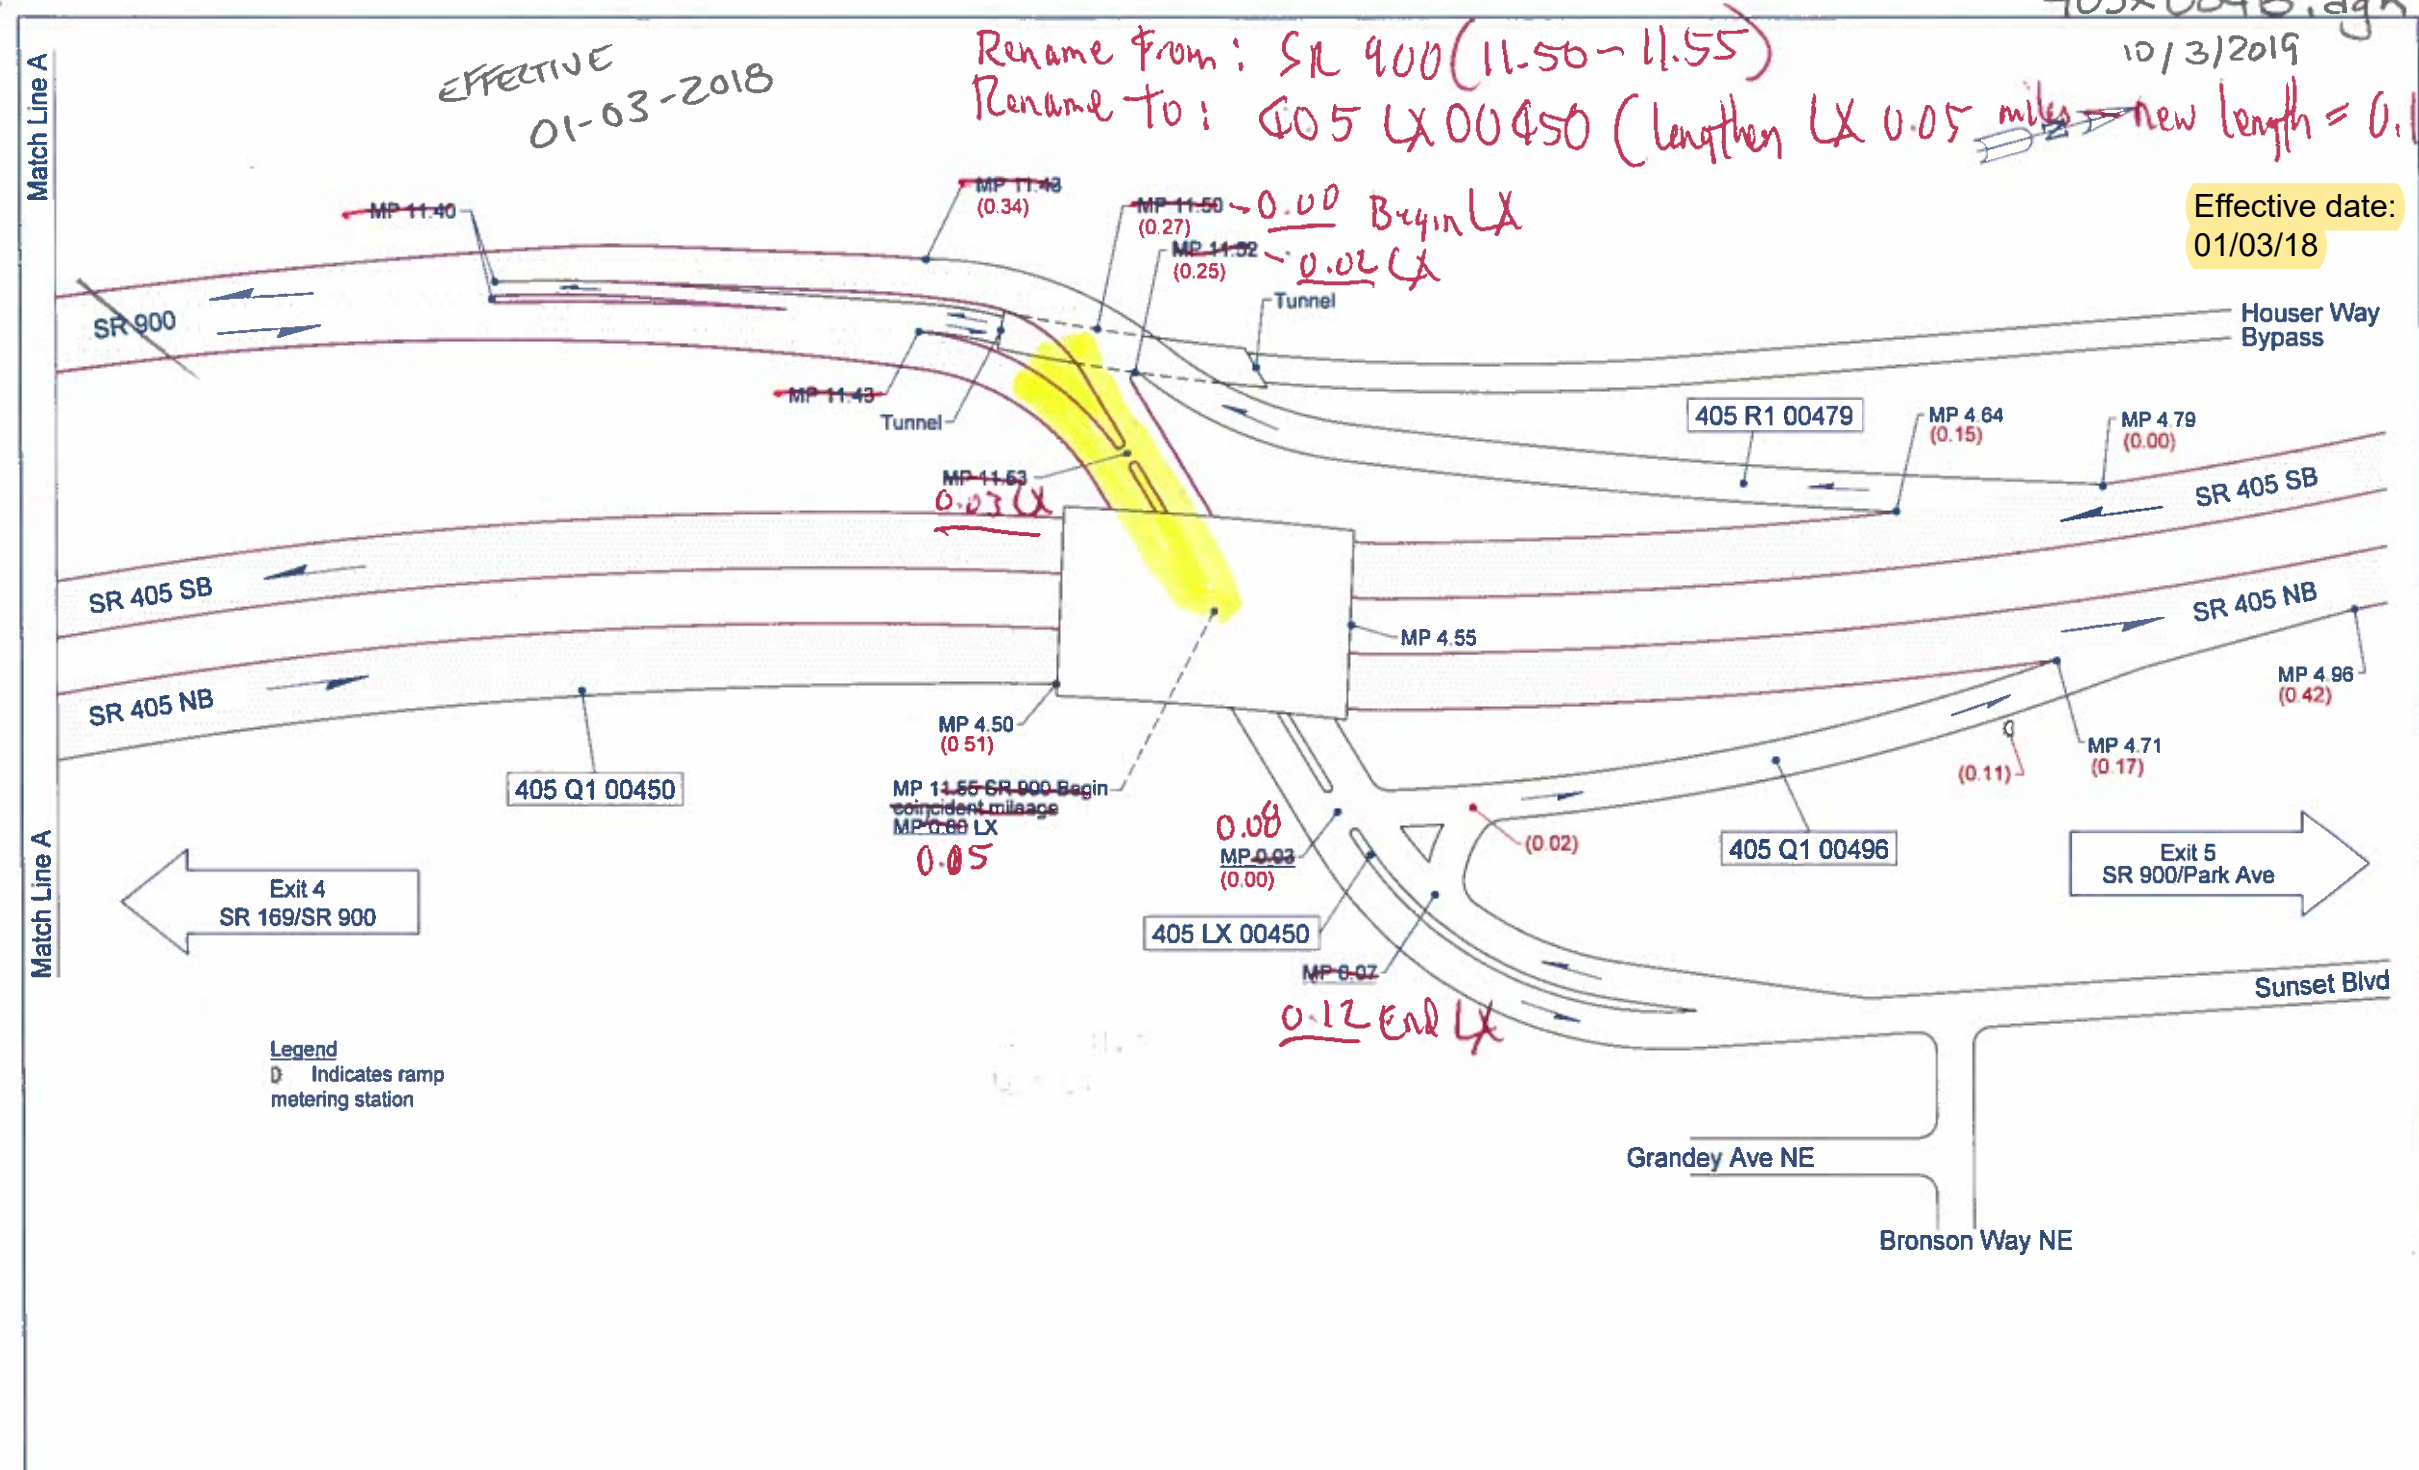 10/3/2019
EFFECTIVE
01-03-2018
Rename From: SR 900 (11.50-11.55)
Rename to: 405 LX 00450 (lengthen LX 0.05 miles - new length = 0.1
N
Effective date:
01/03/18
Match Line A
MP 11.40
MP 11.43
(0.34)
MP 11.50
(0.27)
0.00 Begin LX
MP 11.52
(0.25)
0.02 LX
Tunnel
SR 900
Houser Way
Bypass
MP 11.43
Tunnel
405 R1 00479
MP 4.64
(0.15)
MP 4.79
(0.00)
MP 11.53
0.03 LX
SR 405 SB
SR 405 SB
SR 405 NB
MP 4.55
MP 4.96
(0.42)
SR 405 NB
MP 4.50
(0.51)
405 Q1 00450
MP 11.55 SR 900 Begin
coincident mileage
MP 0.00 LX
0.05
0.08
MP 0.03
(0.00)
(0.02)
(0.11)
MP 4.71
(0.17)
405 Q1 00496
Exit 5
SR 900/Park Ave
Match Line A
Exit 4
SR 169/SR 900
405 LX 00450
MP 0.07
0.12 End LX
Sunset Blvd
Legend
D Indicates ramp
metering station
Grandey Ave NE
Bronson Way NE